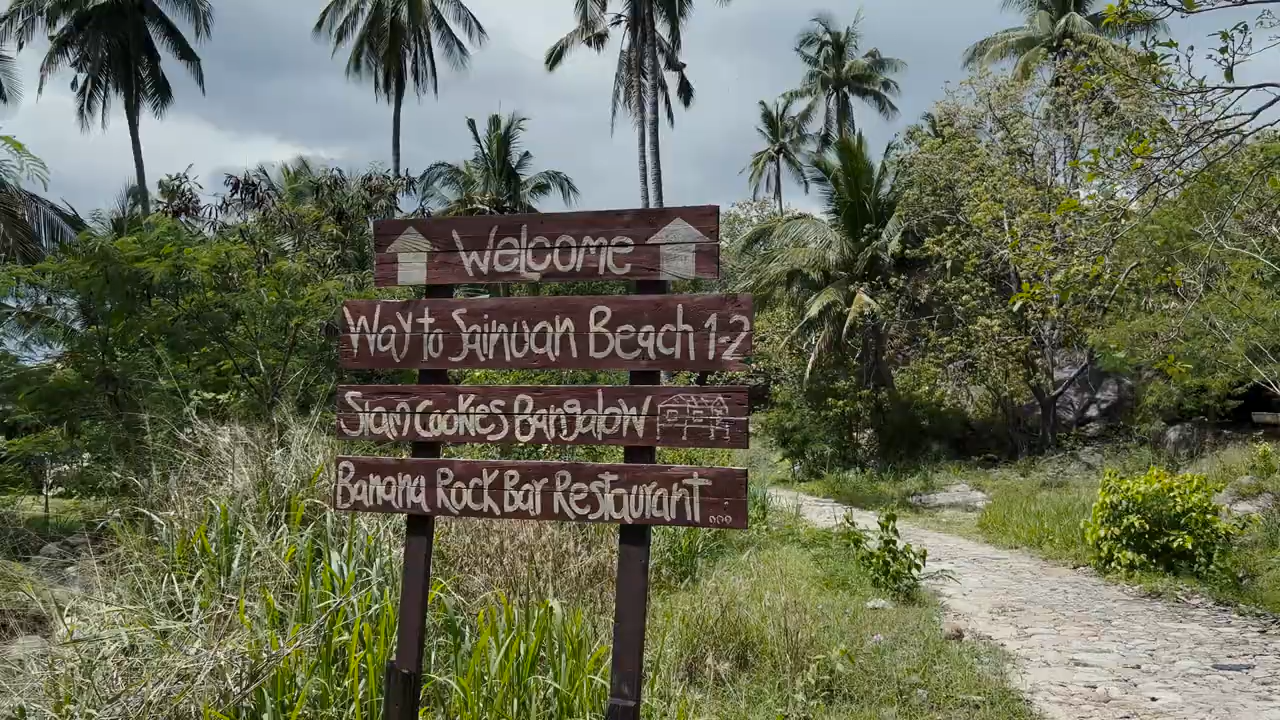 Welcome
Way to Sainuan Beach 1-2
Siam Cookies Bangalow
Banana Rock Bar Restaurant ...